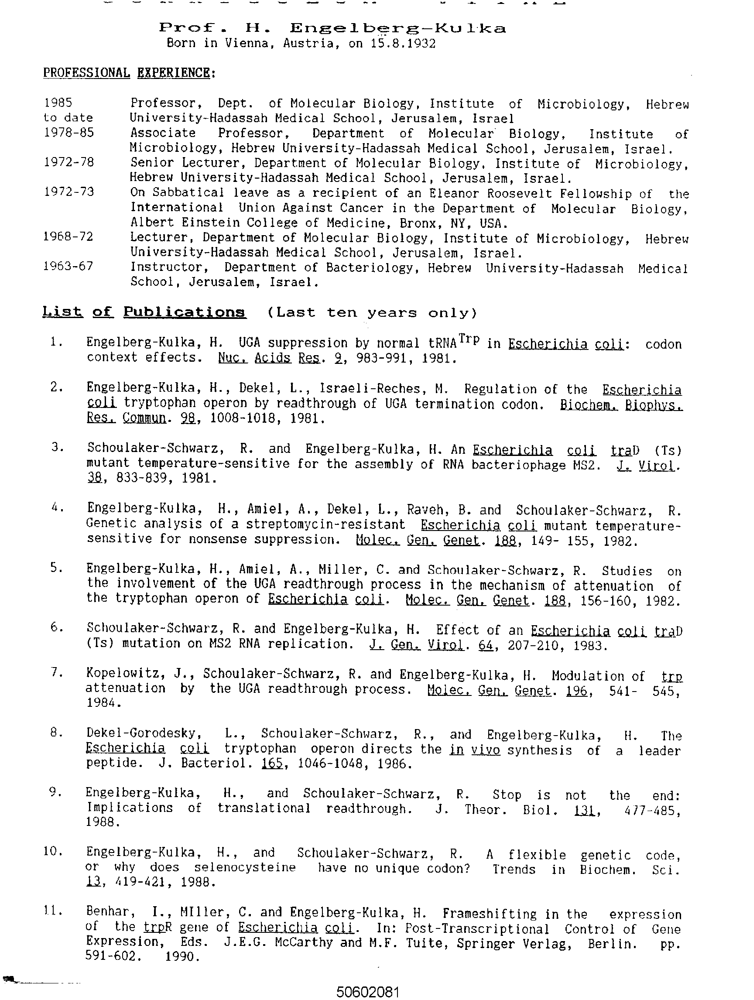 Prof. H. Engelberg-Kulka
Born in Vienna, Austria, on 15.8.1932
PROFESSIONAL EXPERIENCE:
1985 Professor, Dept. of Molecular Biology, Institute of Microbiology, Hebrew
to date University-Hadassah Medical School, Jerusalem, Israel
1978-85 Associate Professor, Department of Molecular Biology, Institute of
Microbiology, Hebrew University-Hadassah Medical School, Jerusalem, Israel.
1972-78 Senior Lecturer, Department of Molecular Biology, Institute of Microbiology,
Hebrew University-Hadassah Medical School, Jerusalem, Israel.
1972-73 On Sabbatical leave as a recipient of an Eleanor Roosevelt Fellowship of the
International Union Against Cancer in the Department of Molecular Biology,
Albert Einstein College of Medicine, Bronx, NY, USA.
1968-72 Lecturer, Department of Molecular Biology, Institute of Microbiology, Hebrew
University-Hadassah Medical School, Jerusalem, Israel.
1963-67 Instructor, Department of Bacteriology, Hebrew University-Hadassah Medical
School, Jerusalem, Israel.
List of Publications (Last ten years only)
1. Engelberg-Kulka, H. UGA suppression by normal tRNATrp in Escherichia coli: codon
context effects. Nuc. Acids Res. 9, 983-991, 1981.
2. Engelberg-Kulka, H., Dekel, L., Israeli-Reches, M. Regulation of the Escherichia
coli tryptophan operon by readthrough of UGA termination codon. Biochem. Biophys.
Res. Commun. 98, 1008-1018, 1981.
3. Schoulaker-Schwarz, R. and Engelberg-Kulka, H. An Escherichia coli traD (Ts)
mutant temperature-sensitive for the assembly of RNA bacteriophage MS2. J. Virol.
38, 833-839, 1981.
4. Engelberg-Kulka, H., Amiel, A., Dekel, L., Raveh, B. and Schoulaker-Schwarz, R.
Genetic analysis of a streptomycin-resistant Escherichia coli mutant temperature-
sensitive for nonsense suppression. Molec. Gen. Genet. 188, 149- 155, 1982.
5. Engelberg-Kulka, H., Amiel, A., Miller, C. and Schoulaker-Schwarz, R. Studies on
the involvement of the UGA readthrough process in the mechanism of attenuation of
the tryptophan operon of Escherichia coli. Molec. Gen. Genet. 188, 156-160, 1982.
6. Schoulaker-Schwarz, R. and Engelberg-Kulka, H. Effect of an Escherichia coli traD
(Ts) mutation on MS2 RNA replication. J. Gen. Virol. 64, 207-210, 1983.
7. Kopelowitz, J., Schoulaker-Schwarz, R. and Engelberg-Kulka, H. Modulation of trp
attenuation by the UGA readthrough process. Molec. Gen. Genet. 196, 541- 545,
1984.
8. Dekel-Gorodesky, L., Schoulaker-Schwarz, R., and Engelberg-Kulka, H. The
Escherichia coli tryptophan operon directs the in vivo synthesis of a leader
peptide. J. Bacteriol. 165, 1046-1048, 1986.
9. Engelberg-Kulka, H., and Schoulaker-Schwarz, R. Stop is not the end:
Implications of translational readthrough. J. Theor. Biol. 131, 477-485,
1988.
10. Engelberg-Kulka, H., and Schoulaker-Schwarz, R. A flexible genetic code,
or why does selenocysteine have no unique codon? Trends in Biochem. Sci.
13, 419-421, 1988.
11. Benhar, I., MIller, C. and Engelberg-Kulka, H. Frameshifting in the expression
of the trpR gene of Escherichia coli. In: Post-Transcriptional Control of Gene
Expression, Eds. J.E.G. McCarthy and M.F. Tuite, Springer Verlag, Berlin. pp.
591-602. 1990.
50602081